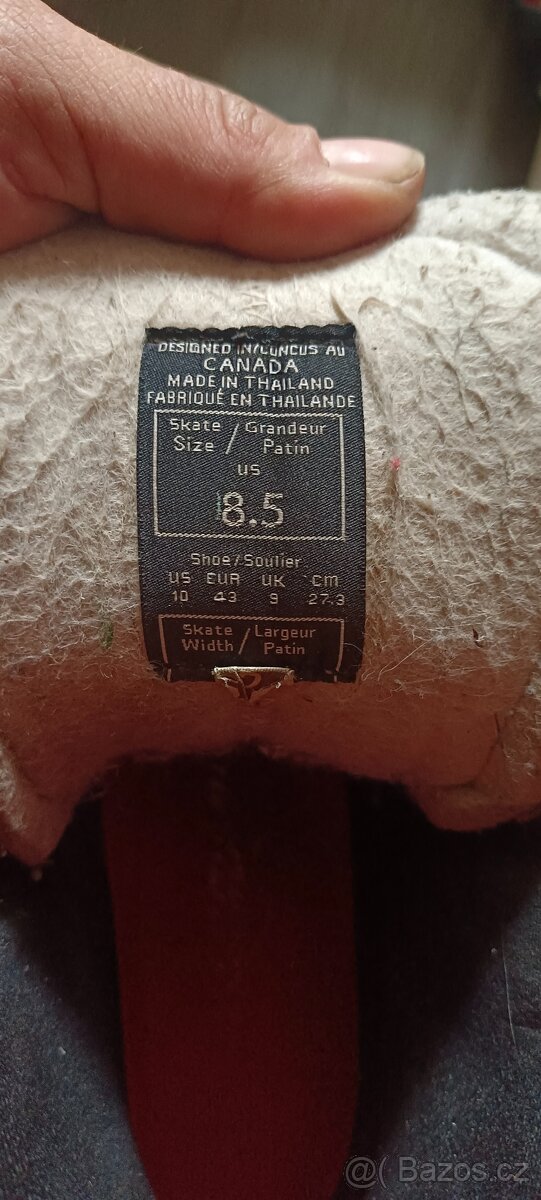 DESIGNED IN/CONCUS AU
CANADA
MADE IN THAILAND
FABRIQUÉ EN THAILANDE
Skate / Grandeur
Size / Patin
US
8.5
Shoe/Soulier
US EUR UK CM
10 43 9 27.3
Skate / Largeur
Width / Patin
@( Bazos.cz